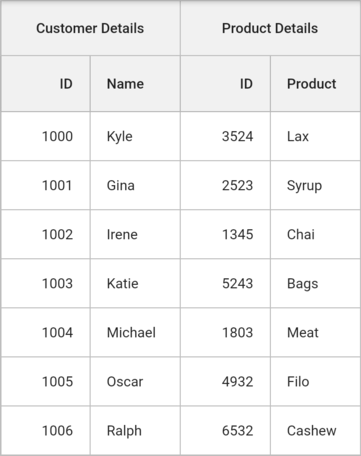 Customer Details Product Details
ID Name ID Product
1000 Kyle 3524 Lax
1001 Gina 2523 Syrup
1002 Irene 1345 Chai
1003 Katie 5243 Bags
1004 Michael 1803 Meat
1005 Oscar 4932 Filo
1006 Ralph 6532 Cashew